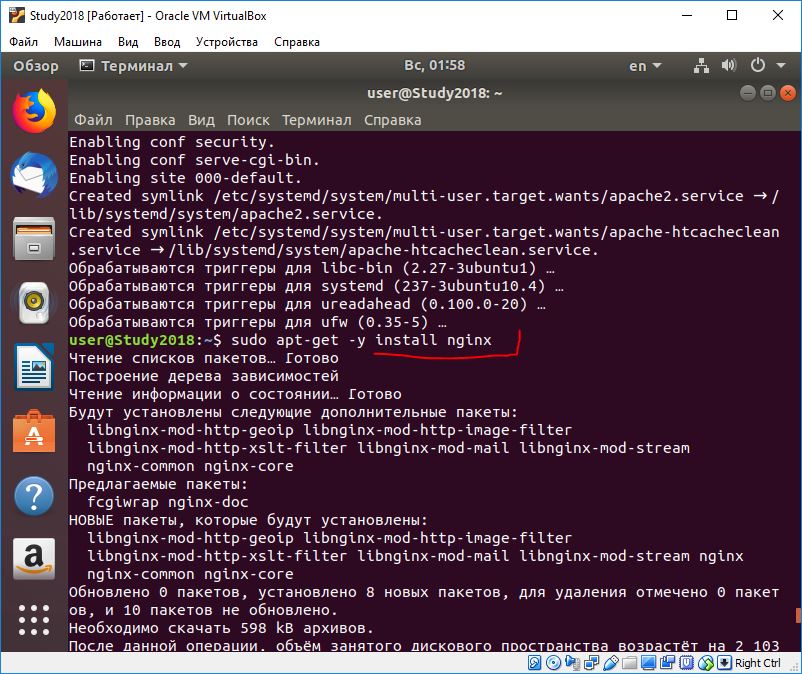 Study2018 [Работает] - Oracle VM VirtualBox
Файл Машина Вид Ввод Устройства Справка
Обзор Терминал Вс, 01:58 en
user@Study2018: ~
Файл Правка Вид Поиск Терминал Справка
Enabling conf security.
Enabling conf serve-cgi-bin.
Enabling site 000-default.
Created symlink /etc/systemd/system/multi-user.target.wants/apache2.service → /
lib/systemd/system/apache2.service.
Created symlink /etc/systemd/system/multi-user.target.wants/apache-htcacheclean
.service → /lib/systemd/system/apache-htcacheclean.service.
Обрабатываются триггеры для libc-bin (2.27-3ubuntu1) …
Обрабатываются триггеры для systemd (237-3ubuntu10.4) …
Обрабатываются триггеры для ureadahead (0.100.0-20) …
Обрабатываются триггеры для ufw (0.35-5) …
user@Study2018:~$ sudo apt-get -y install nginx
Чтение списков пакетов… Готово
Построение дерева зависимостей
Чтение информации о состоянии… Готово
Будут установлены следующие дополнительные пакеты:
libnginx-mod-http-geoip libnginx-mod-http-image-filter
libnginx-mod-http-xslt-filter libnginx-mod-mail libnginx-mod-stream
nginx-common nginx-core
Предлагаемые пакеты:
fcgiwrap nginx-doc
НОВЫЕ пакеты, которые будут установлены:
libnginx-mod-http-geoip libnginx-mod-http-image-filter
libnginx-mod-http-xslt-filter libnginx-mod-mail libnginx-mod-stream nginx
nginx-common nginx-core
Обновлено 0 пакетов, установлено 8 новых пакетов, для удаления отмечено 0 пакет
ов, и 10 пакетов не обновлено.
Необходимо скачать 598 kB архивов.
После данной операции, объём занятого дискового пространства возрастёт на 2 103
Right Ctrl